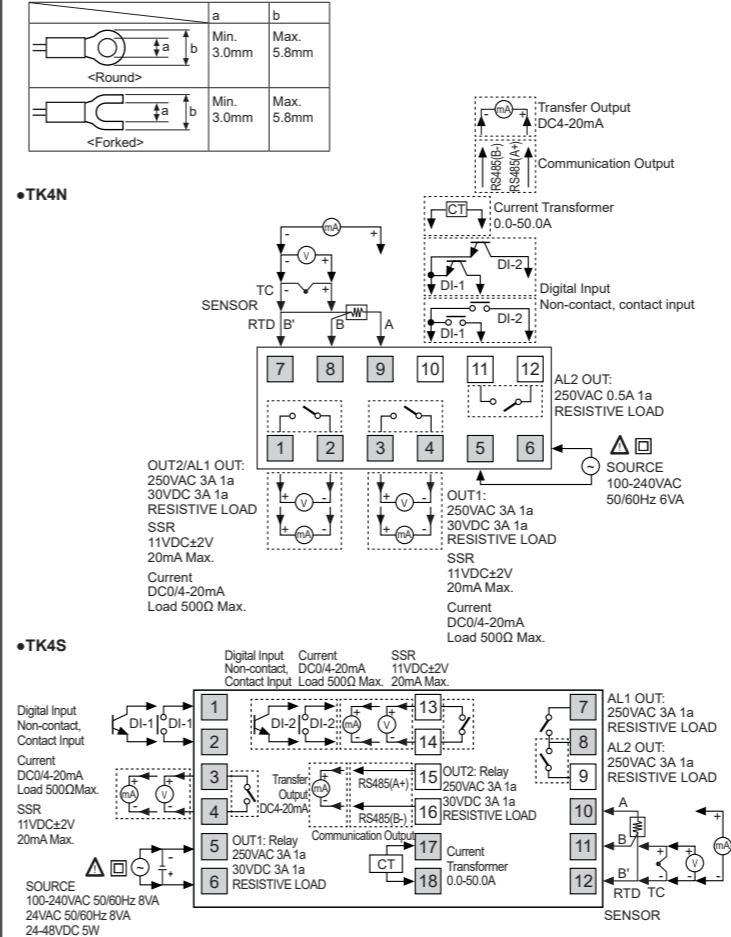 a b
Min.
3.0mm
Max.
5.8mm
a b
<Round>
Min.
3.0mm
Max.
5.8mm
a b
<Forked>
●TK4N
- mA +
Transfer Output
DC4-20mA
RS485(B-)
RS485(A+)
Communication Output
CT
Current Transformer
0.0-50.0A
DI-1
DI-2
DI-1
DI-2
Digital Input
Non-contact, contact input
- mA +
- V +
TC - +
SENSOR
RTD B' B A
7 8 9 10 11 12
AL2 OUT:
250VAC 0.5A 1a
RESISTIVE LOAD
1 2 3 4 5 6
SOURCE
100-240VAC
50/60Hz 6VA
+ V -
+ mA -
+ V -
+ mA -
OUT2/AL1 OUT:
250VAC 3A 1a
30VDC 3A 1a
RESISTIVE LOAD
SSR
11VDC±2V
20mA Max.
Current
DC0/4-20mA
Load 500Ω Max.
OUT1:
250VAC 3A 1a
30VDC 3A 1a
RESISTIVE LOAD
SSR
11VDC±2V
20mA Max.
Current
DC0/4-20mA
Load 500Ω Max.
●TK4S
Digital Input
Non-contact,
Contact Input
Current
DC0/4-20mA
Load 500Ω Max.
SSR
11VDC±2V
20mA Max.
Digital Input
Non-contact,
Contact Input
DI-1 DI-1
1
2
Current
DC0/4-20mA
Load 500ΩMax.
SSR
11VDC±2V
20mA Max.
+ +
mA V
- -
3
4
SOURCE
100-240VAC 50/60Hz 8VA
24VAC 50/60Hz 8VA
24-48VDC 5W
-
+
5
6
OUT1: Relay
250VAC 3A 1a
30VDC 3A 1a
RESISTIVE LOAD
DI-2 DI-2
+ +
mA V
- -
13
14
Transfer
Output
DC4-20mA
+
mA
-
RS485(A+)
RS485(B-)
Communication Output
15
16
OUT2: Relay
250VAC 3A 1a
30VDC 3A 1a
RESISTIVE LOAD
CT
17
18
Current
Transformer
0.0-50.0A
7
8
9
AL1 OUT:
250VAC 3A 1a
RESISTIVE LOAD
AL2 OUT:
250VAC 3A 1a
RESISTIVE LOAD
10
11
12
A
B
B'
+ + +
V mA
- - -
RTD TC
SENSOR